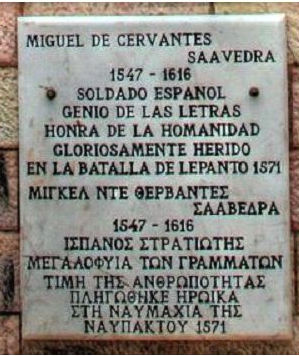 MIGUEL DE CERVANTES
SAAVEDRA
1547 - 1616
SOLDADO ESPANOL
GENIO DE LAS LETRAS
HONRA DE LA HOMANIDAD
GLORIOSAMENTE HERIDO
EN LA BATALLA DE LEPANTO 1571
ΜΙΓΚΕΛ ΝΤΕ ΘΕΡΒΑΝΤΕΣ
ΣΑΑΒΕΔΡΑ
1547 - 1616
ΙΣΠΑΝΟΣ ΣΤΡΑΤΙΩΤΗΣ
ΜΕΓΑΛΟΦΥΙΑ ΤΩΝ ΓΡΑΜΜΑΤΩΝ
ΤΙΜΗ ΤΗΣ ΑΝΘΡΩΠΟΤΗΤΑΣ
ΠΛΗΓΩΘΗΚΕ ΗΡΩΙΚΑ
ΣΤΗ ΝΑΥΜΑΧΙΑ ΤΗΣ
ΝΑΥΠΑΚΤΟΥ 1571